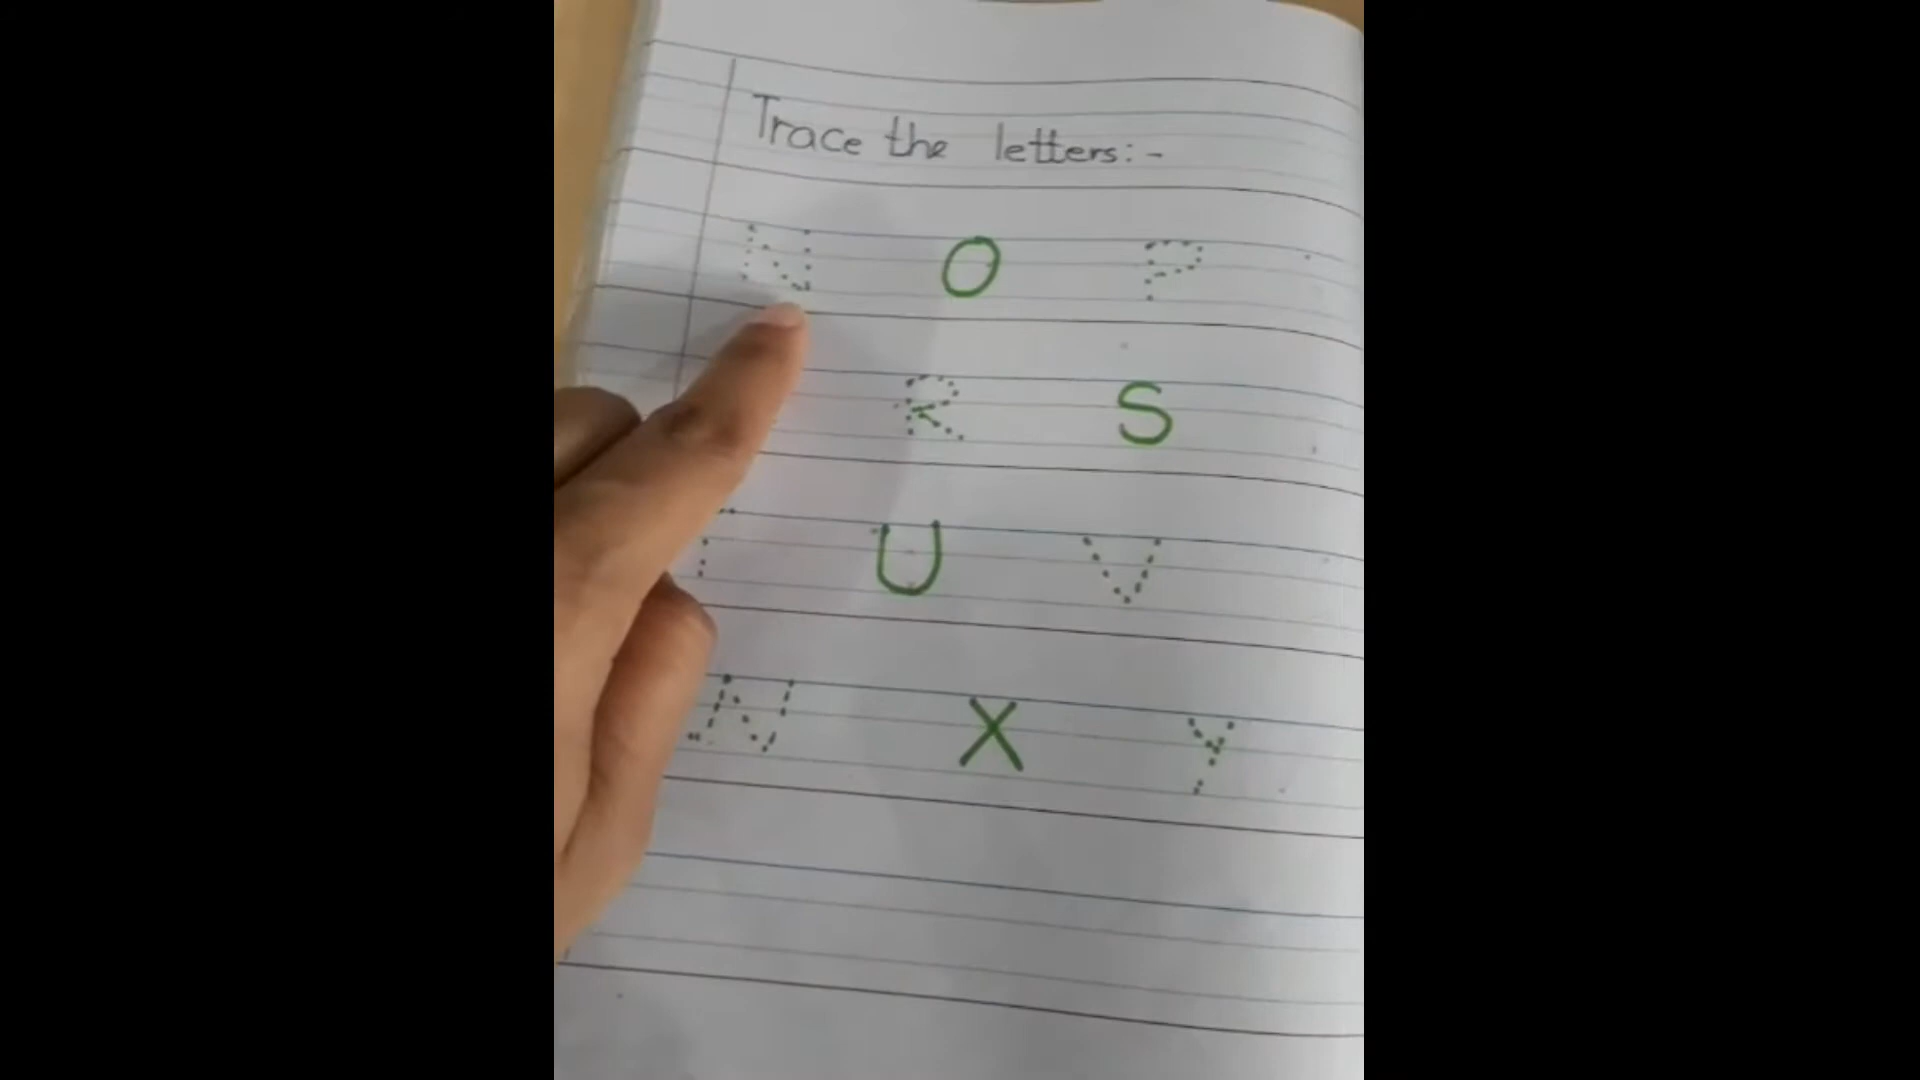 Trace the letters:-
N O P
R S
T U V
N X Y